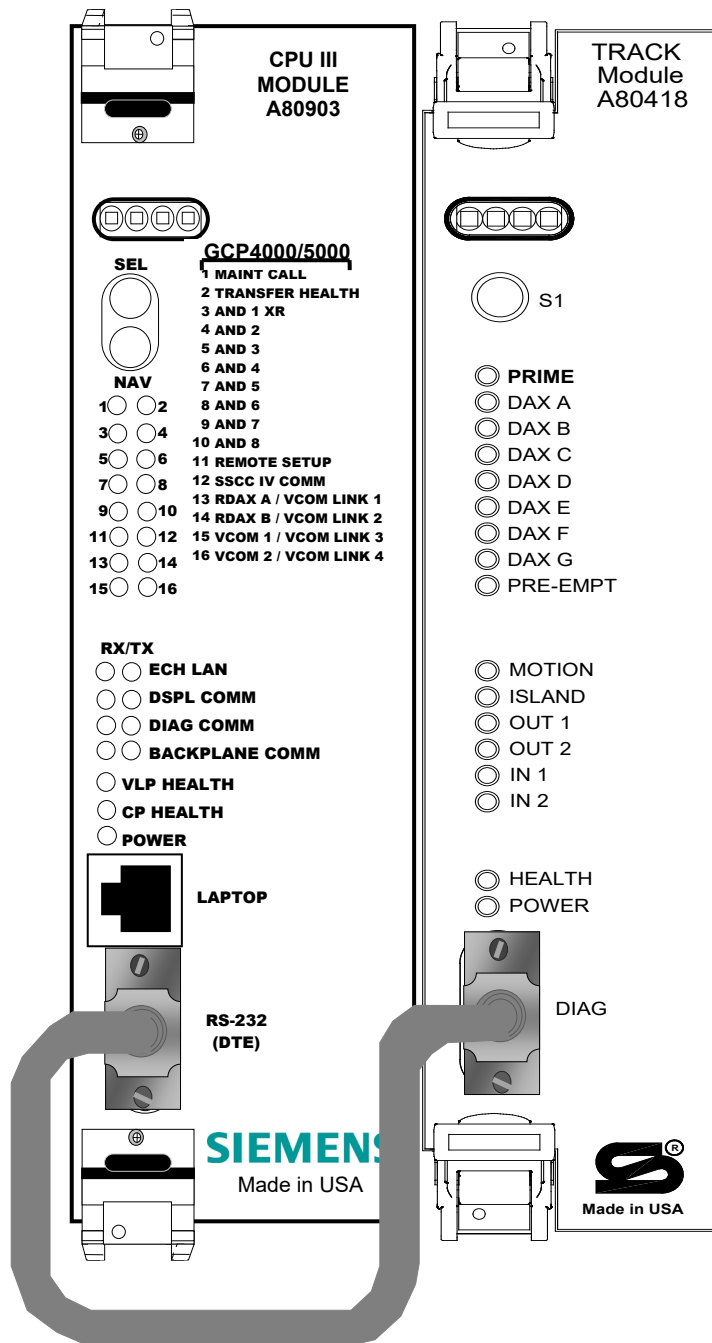 CPU III
MODULE
A80903
GCP4000/5000
SEL
1 MAINT CALL
2 TRANSFER HEALTH
3 AND 1 XR
4 AND 2
5 AND 3
6 AND 4
7 AND 5
8 AND 6
9 AND 7
10 AND 8
11 REMOTE SETUP
12 SSCC IV COMM
13 RDAX A / VCOM LINK 1
14 RDAX B / VCOM LINK 2
15 VCOM 1 / VCOM LINK 3
16 VCOM 2 / VCOM LINK 4
NAV
1 2
3 4
5 6
7 8
9 10
11 12
13 14
15 16
RX/TX
ECH LAN
DSPL COMM
DIAG COMM
BACKPLANE COMM
VLP HEALTH
CP HEALTH
POWER
LAPTOP
RS-232
(DTE)
SIEMENS
Made in USA
TRACK
Module
A80418
S1
PRIME
DAX A
DAX B
DAX C
DAX D
DAX E
DAX F
DAX G
PRE-EMPT
MOTION
ISLAND
OUT 1
OUT 2
IN 1
IN 2
HEALTH
POWER
DIAG
®
Made in USA